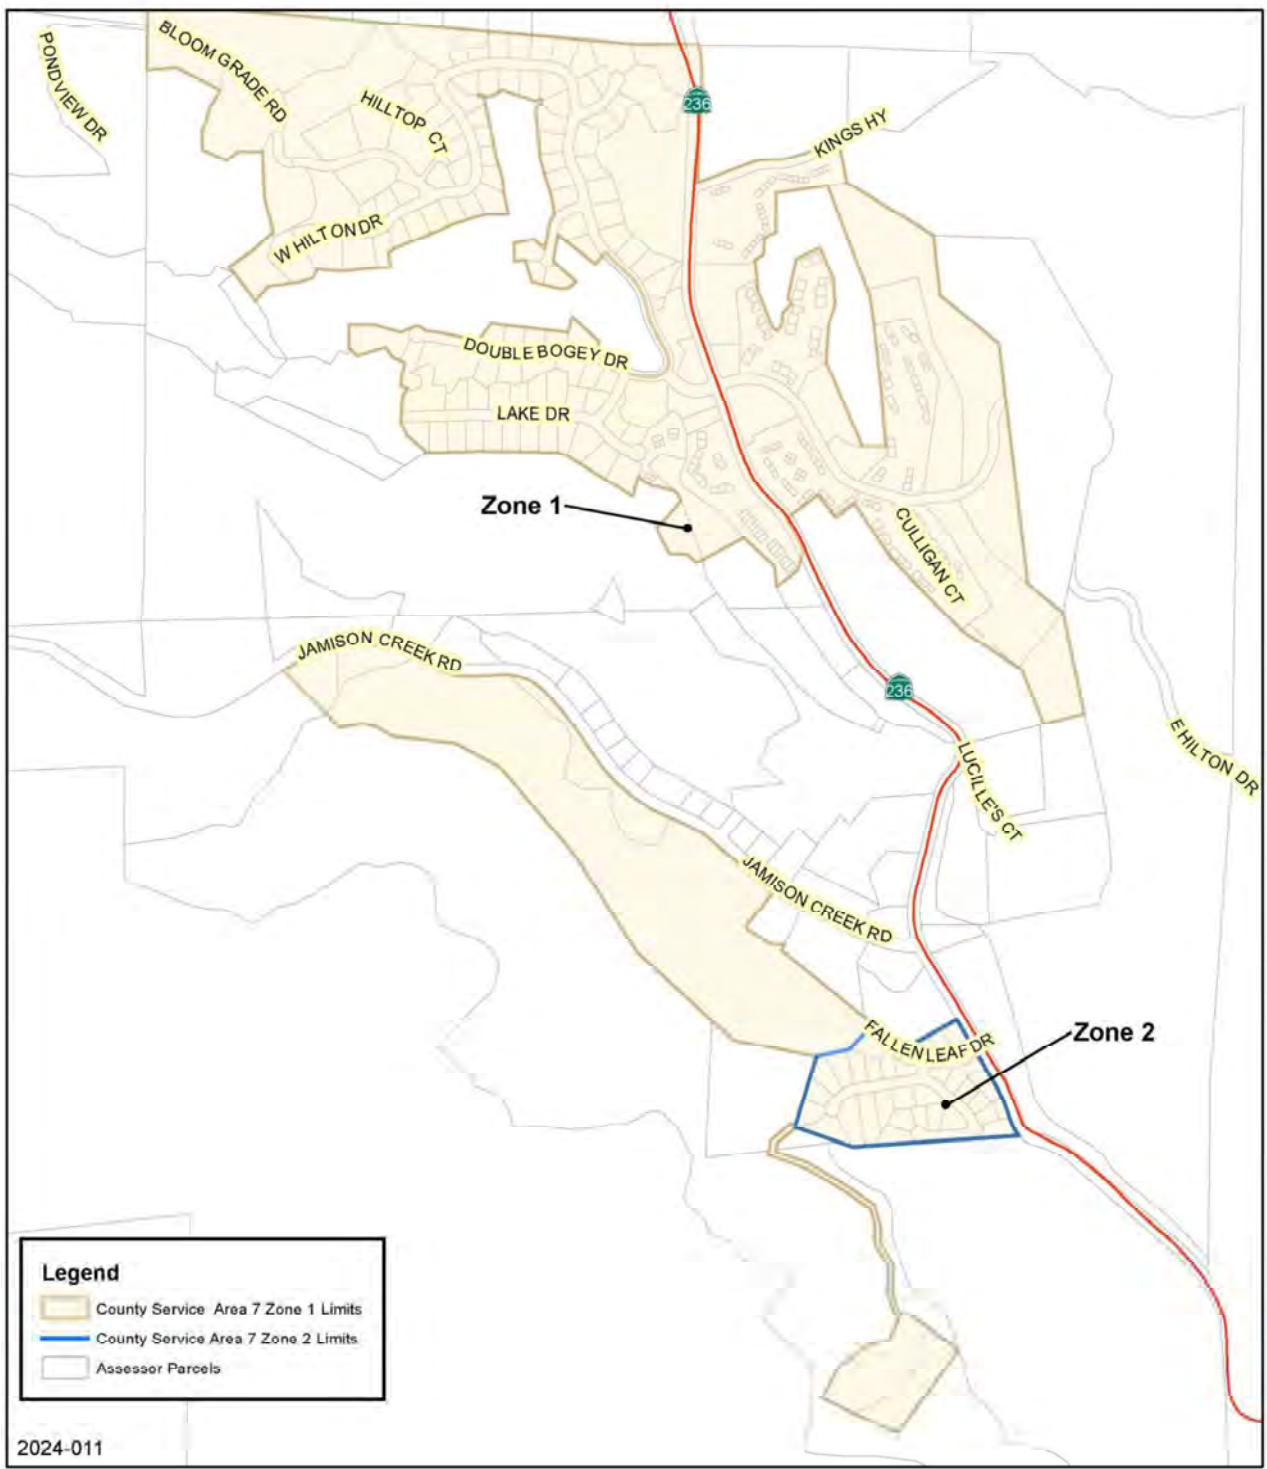 BLOOM GRADE RD
POND VIEW DR
HILLTOP CT
236
KINGS HY
W HILTON DR
DOUBLE BOGEY DR
LAKE DR
Zone 1
CULLIGAN CT
JAMISON CREEK RD
236
E HILTON DR
LUCILLE'S CT
JAMISON CREEK RD
FALLEN LEAF DR
Zone 2
Legend
County Service Area 7 Zone 1 Limits
County Service Area 7 Zone 2 Limits
Assessor Parcels
2024-011